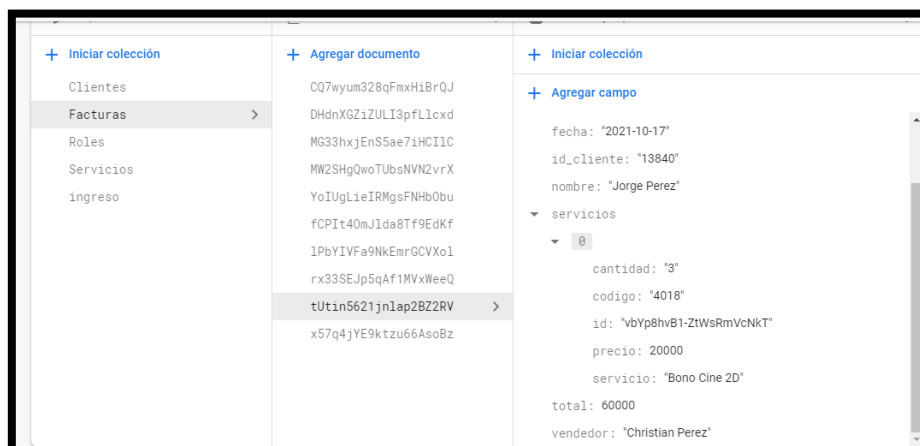 Iniciar colección
Clientes
Facturas
Roles
Servicios
ingreso
Agregar documento
CQ7wyum328qFmxHiBrQJ
DHdnXGZiZULI3pfLlcxd
MG33hxjEnS5ae7iHCIlC
MW2SHgQwoTUbsNVN2vrX
YoIUgLieIRMgsFNHbObu
fCPIt4OmJlda8Tf9EdKf
lPbYIVFa9NkEmrGCVXol
rx33SEJp5qAf1MVxWeeQ
tUtin5621jnlap2BZ2RV
x57q4jYE9ktzu66AsoBz
Iniciar colección
Agregar campo
fecha: "2021-10-17"
id_cliente: "13840"
nombre: "Jorge Perez"
servicios
0
cantidad: "3"
codigo: "4018"
id: "vbYp8hvB1-ZtWsRmVcNkT"
precio: 20000
servicio: "Bono Cine 2D"
total: 60000
vendedor: "Christian Perez"